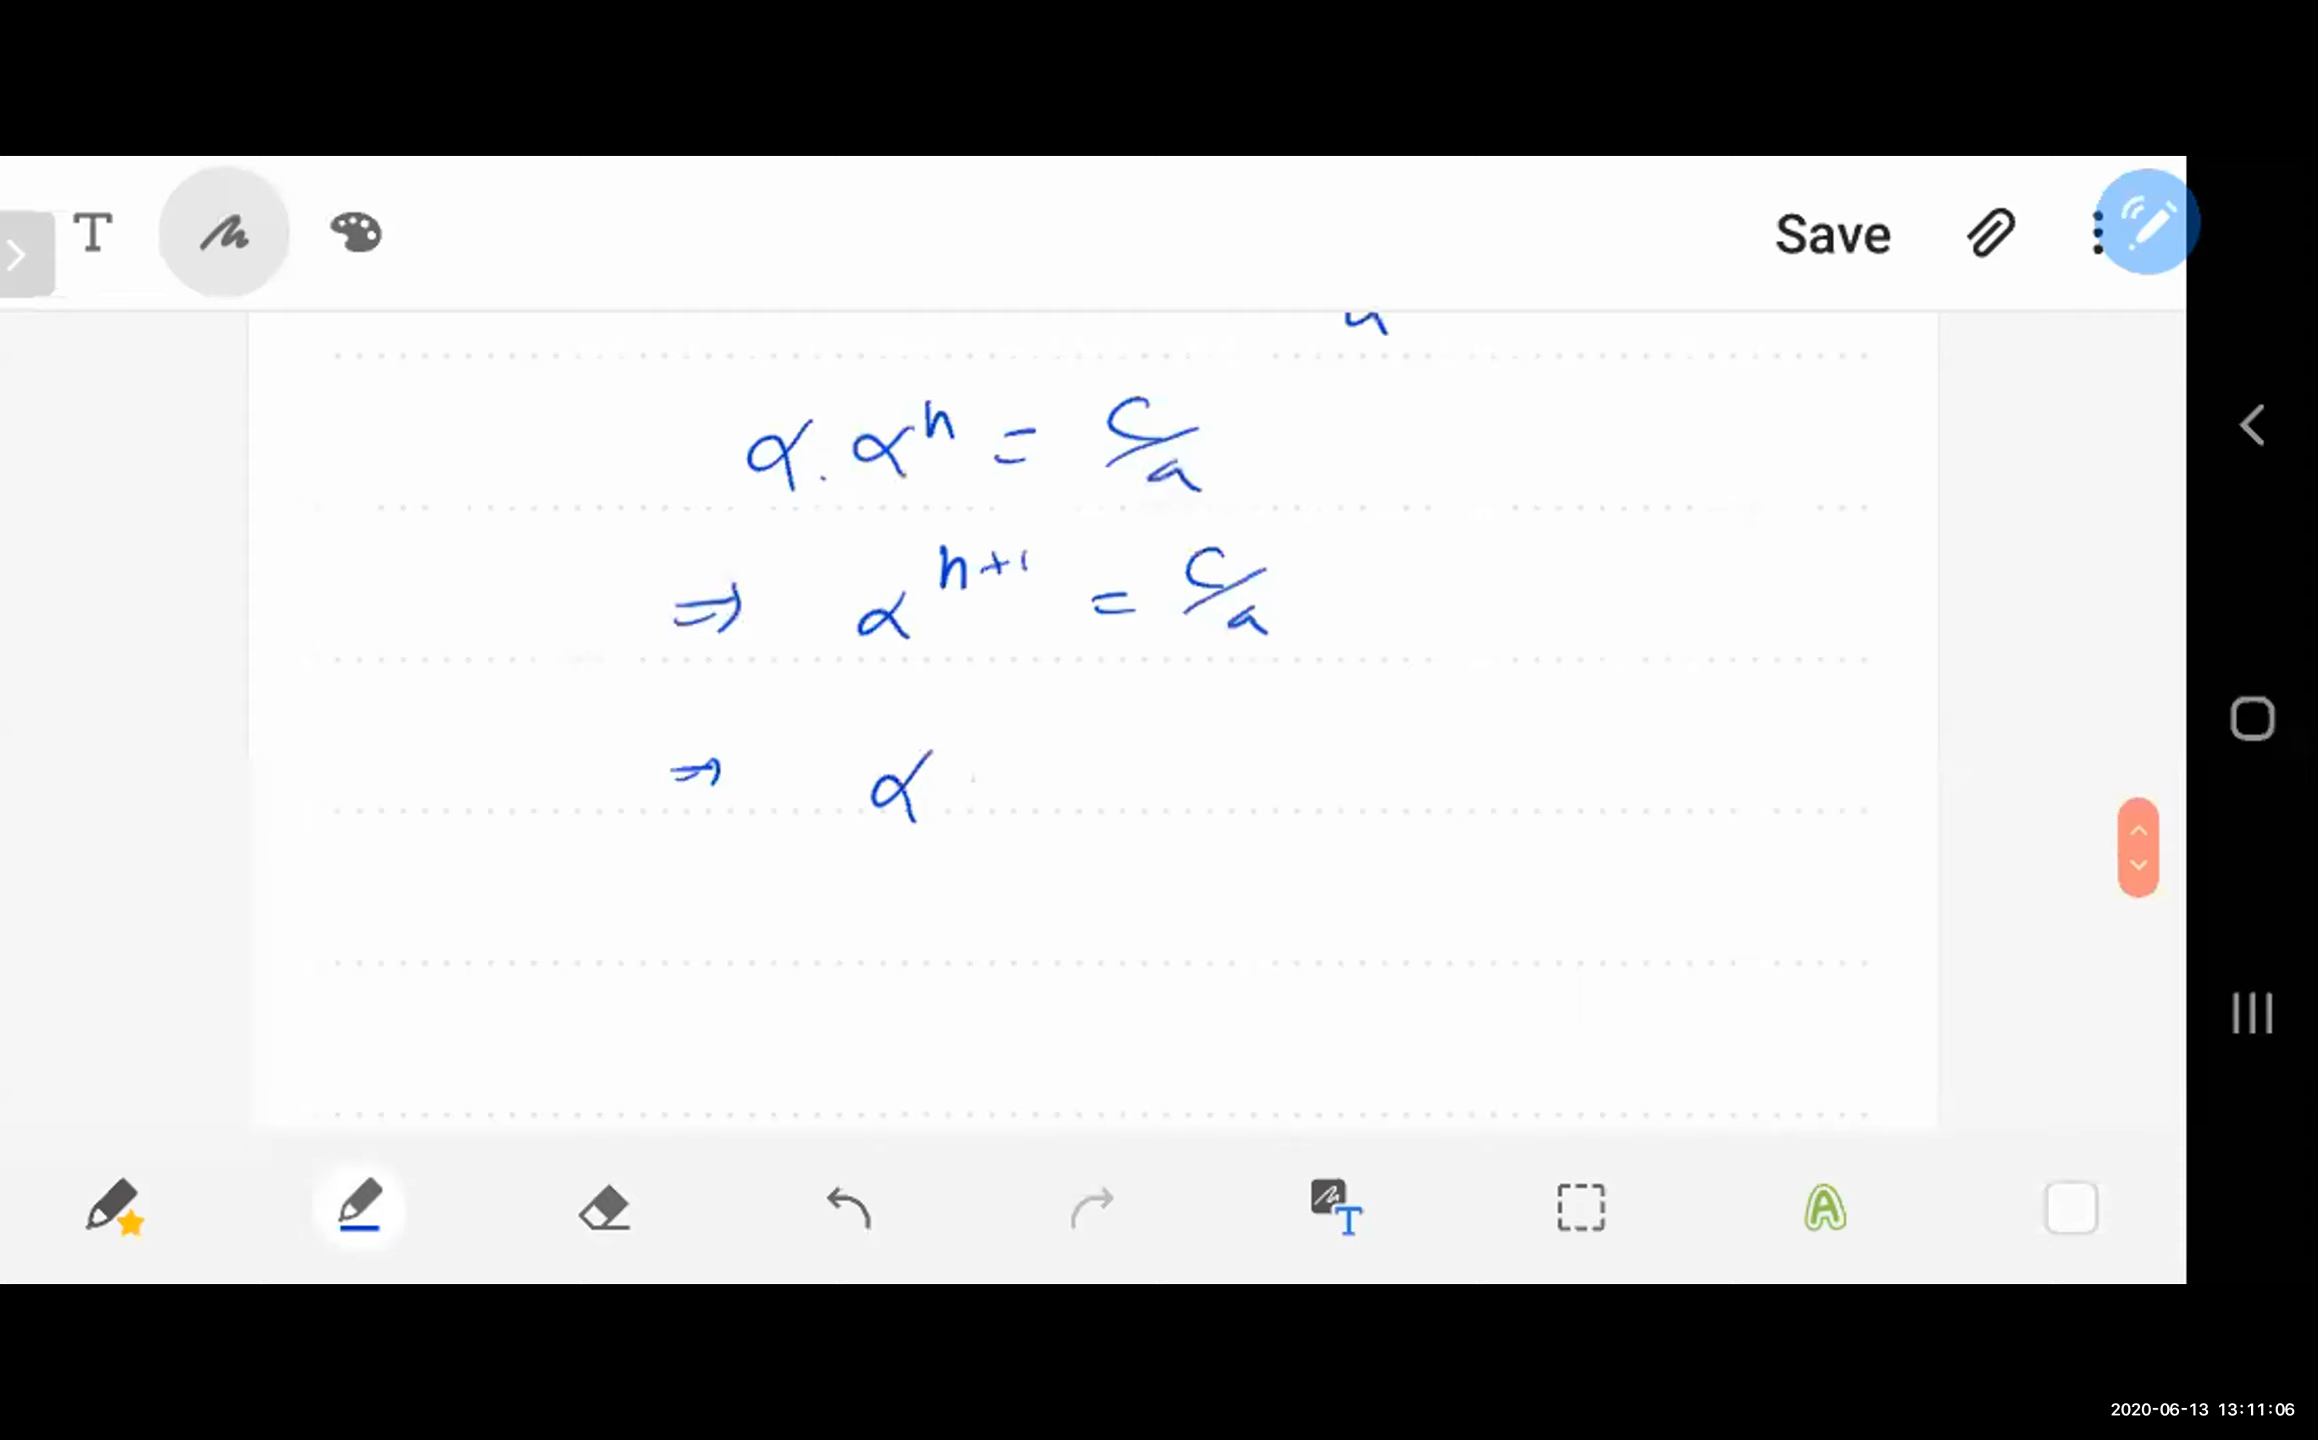 T Save
α . α^n = c/a
⇒ α^(n+1) = c/a
⇒ α
A
2020-06-13 13:11:06